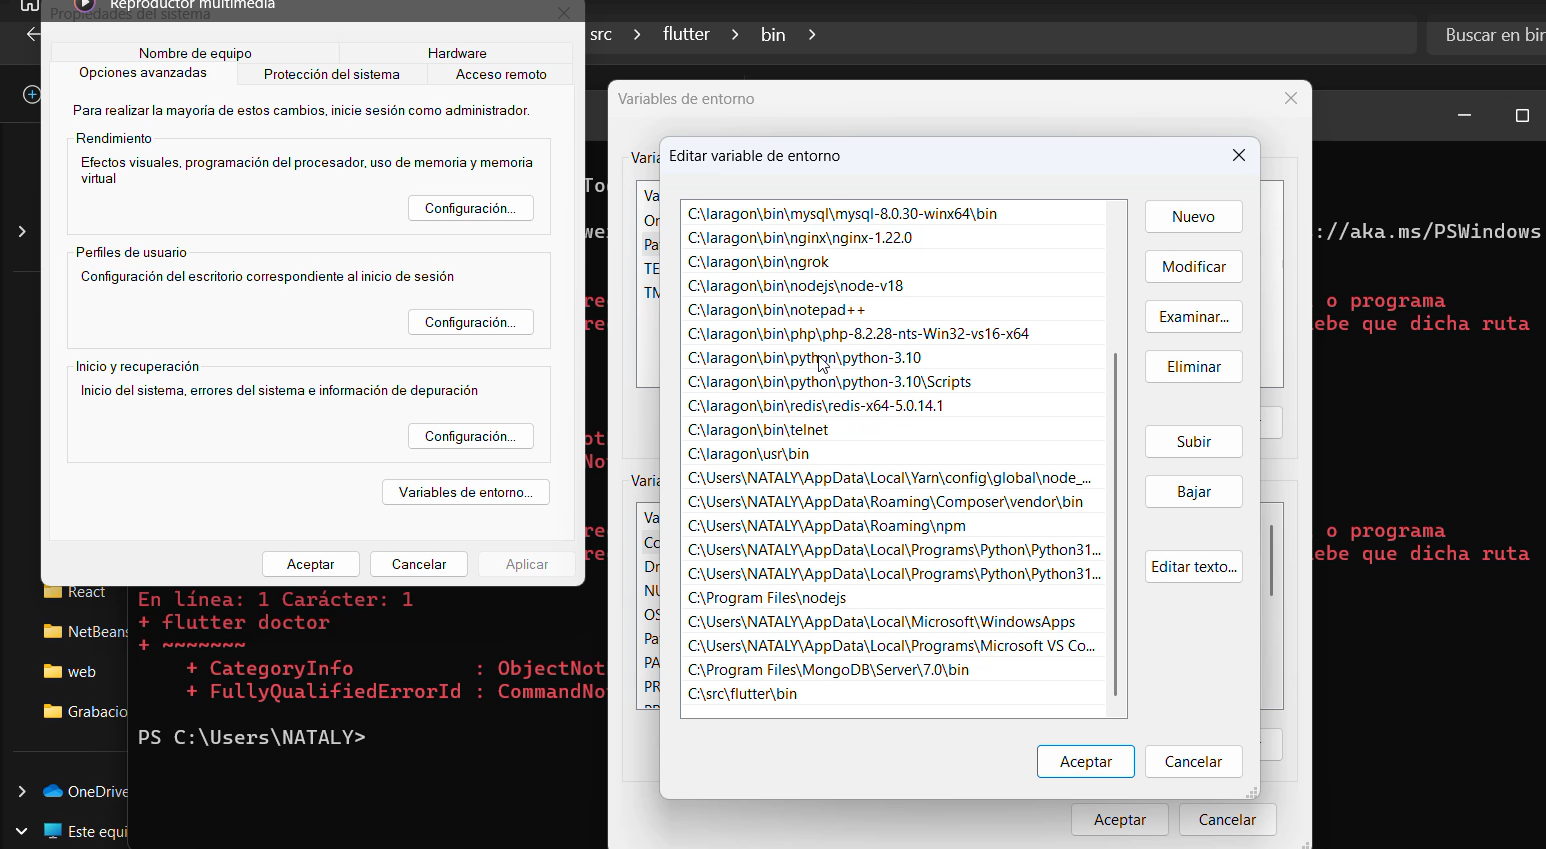 Reproductor multimedia
Propiedades del sistema
Nombre de equipo
Hardware
Opciones avanzadas
Protección del sistema
Acceso remoto
Para realizar la mayoría de estos cambios, inicie sesión como administrador.
Rendimiento
Efectos visuales, programación del procesador, uso de memoria y memoria
virtual
Configuración...
Perfiles de usuario
Configuración del escritorio correspondiente al inicio de sesión
Configuración...
Inicio y recuperación
Inicio del sistema, errores del sistema e información de depuración
Configuración...
Variables de entorno...
Aceptar
Cancelar
Aplicar
src
flutter
bin
Buscar en bin
Variables de entorno
Varia
Va
On
Pa
TE
TM
Varia
Va
Co
Dr
NU
OS
Pa
PA
PR
Aceptar
Cancelar
Editar variable de entorno
C:\laragon\bin\mysql\mysql-8.0.30-winx64\bin
C:\laragon\bin\nginx\nginx-1.22.0
C:\laragon\bin\ngrok
C:\laragon\bin\nodejs\node-v18
C:\laragon\bin\notepad++
C:\laragon\bin\php\php-8.2.28-nts-Win32-vs16-x64
C:\laragon\bin\python\python-3.10
C:\laragon\bin\python\python-3.10\Scripts
C:\laragon\bin\redis\redis-x64-5.0.14.1
C:\laragon\bin\telnet
C:\laragon\usr\bin
C:\Users\NATALY\AppData\Local\Yarn\config\global\node_...
C:\Users\NATALY\AppData\Roaming\Composer\vendor\bin
C:\Users\NATALY\AppData\Roaming\npm
C:\Users\NATALY\AppData\Local\Programs\Python\Python31...
C:\Users\NATALY\AppData\Local\Programs\Python\Python31...
C:\Program Files\nodejs
C:\Users\NATALY\AppData\Local\Microsoft\WindowsApps
C:\Users\NATALY\AppData\Local\Programs\Microsoft VS Co...
C:\Program Files\MongoDB\Server\7.0\bin
C:\src\flutter\bin
Nuevo
Modificar
Examinar...
Eliminar
Subir
Bajar
Editar texto...
Aceptar
Cancelar
://aka.ms/PSWindows
o programa
ebe que dicha ruta
o programa
ebe que dicha ruta
React
NetBeans
web
Grabacio
OneDrive
Este equi
En línea: 1 Carácter: 1
+ flutter doctor
+ ~~~~~~~
+ CategoryInfo : ObjectNot
+ FullyQualifiedErrorId : CommandNo
PS C:\Users\NATALY>